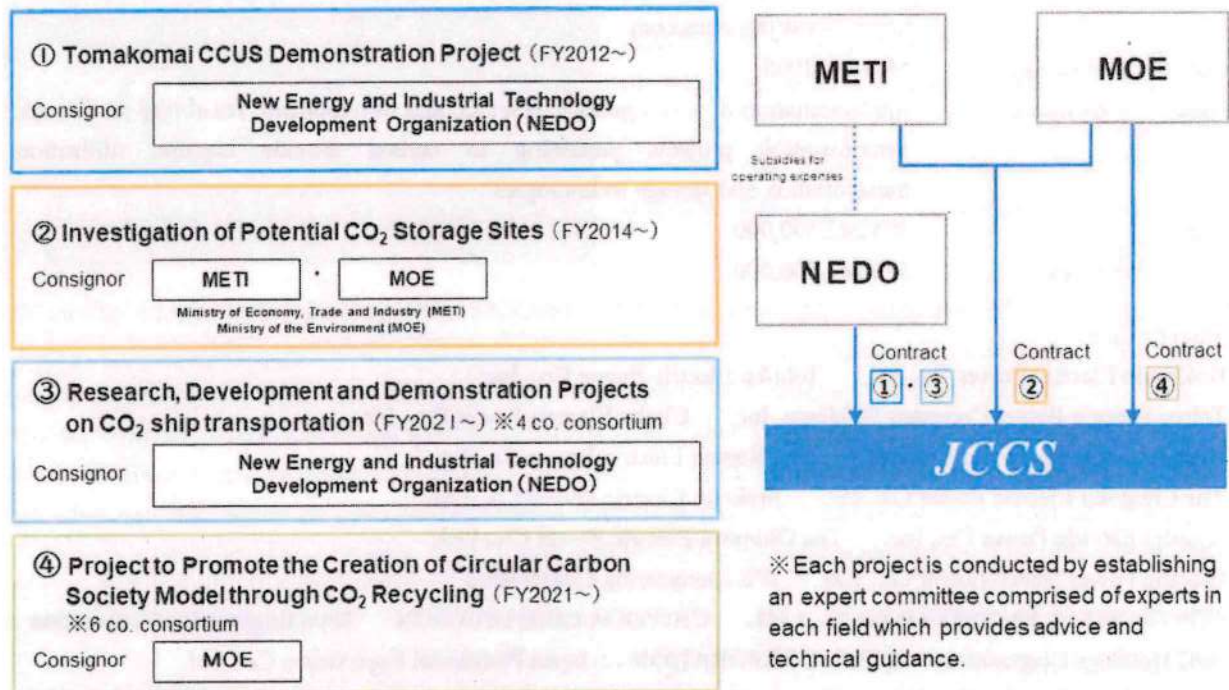 ① Tomakomai CCUS Demonstration Project (FY2012～)
Consignor
New Energy and Industrial Technology
Development Organization (NEDO)
② Investigation of Potential CO₂ Storage Sites (FY2014～)
Consignor
METI ・ MOE
Ministry of Economy, Trade and Industry (METI)
Ministry of the Environment (MOE)
③ Research, Development and Demonstration Projects
on CO₂ ship transportation (FY2021～) ※4 co. consortium
Consignor
New Energy and Industrial Technology
Development Organization (NEDO)
④ Project to Promote the Creation of Circular Carbon
Society Model through CO₂ Recycling (FY2021～)
※6 co. consortium
Consignor
MOE
METI
MOE
Subsidies for
operating expenses
NEDO
Contract
①・③
Contract
②
Contract
④
JCCS
※ Each project is conducted by establishing
an expert committee comprised of experts in
each field which provides advice and
technical guidance.